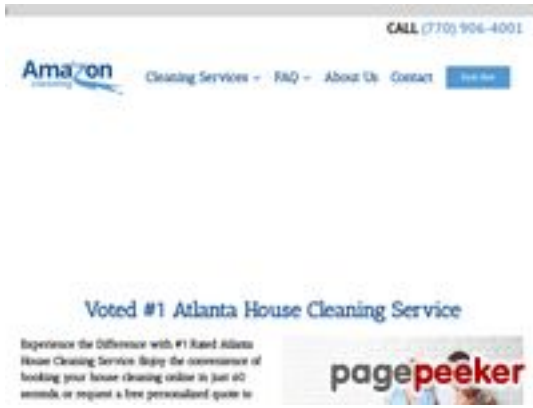 CALL (770) 906-4001
Amazon
Cleaning Services FAQ About Us Contact
Voted #1 Atlanta House Cleaning Service
Experience the Difference with #1 Rated Atlanta
House Cleaning Service. Enjoy the convenience of
booking your house cleaning online in just 60
seconds, or request a free personalized quote to
pagepeeker